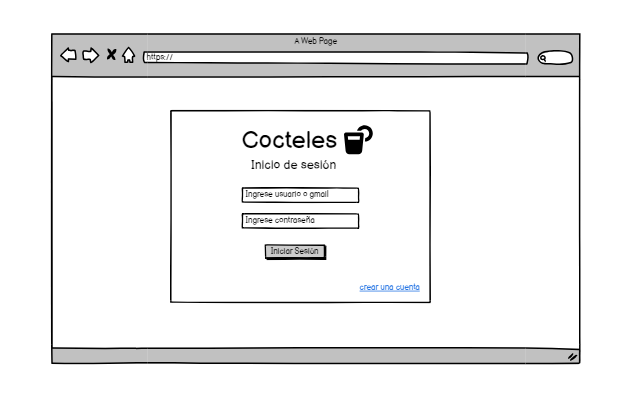 A Web Page
https://
Cocteles
Inicio de sesión
Ingrese usuario o gmail
Ingrese contraseña
Iniciar Sesión
crear una cuenta